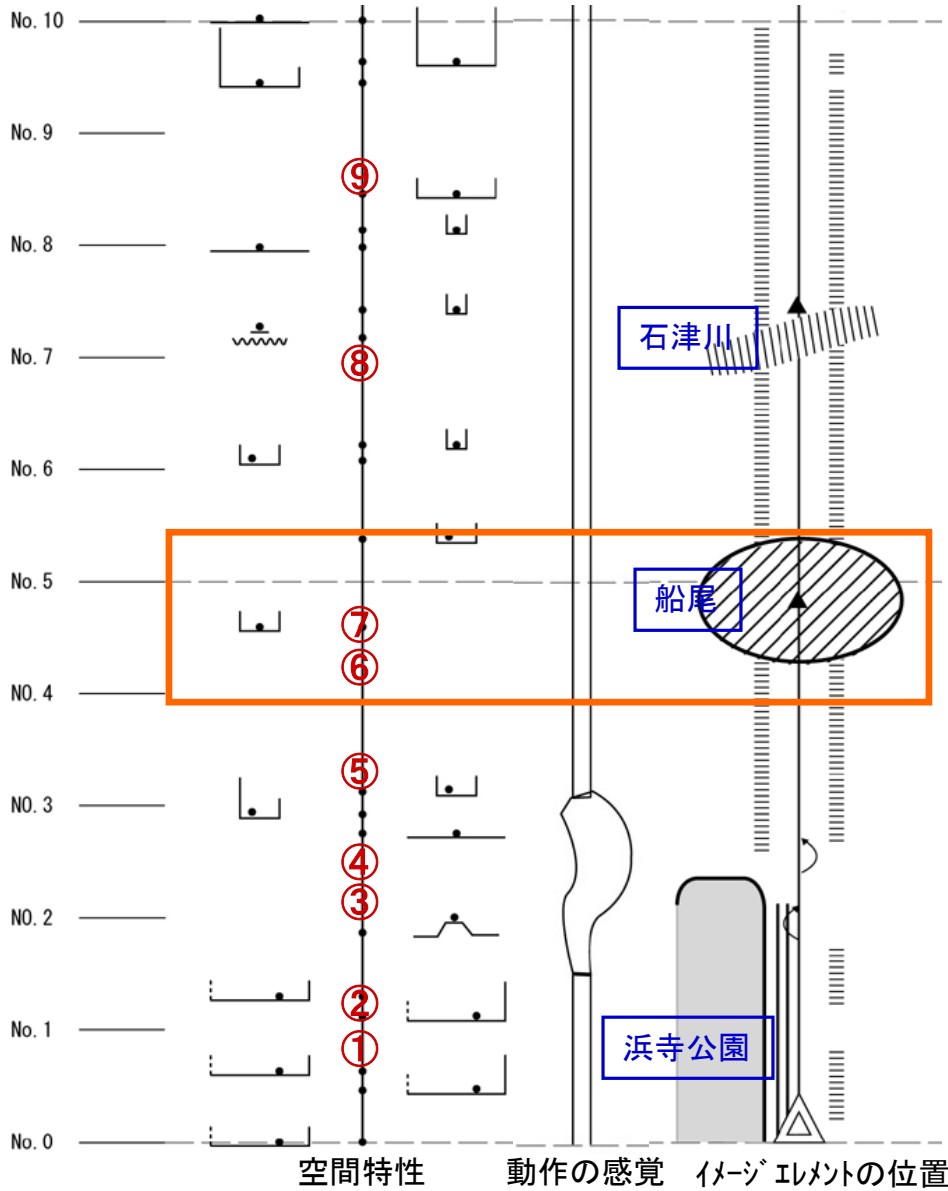 No. 10
No. 9
⑨
No. 8
石津川
No. 7
⑧
No. 6
No. 5
船尾
⑦
⑥
NO. 4
⑤
NO. 3
④
③
NO. 2
②
No. 1
①
浜寺公園
No. 0
空間特性 動作の感覚 ｲﾒｰｼﾞ ｴﾚﾒﾝﾄの位置